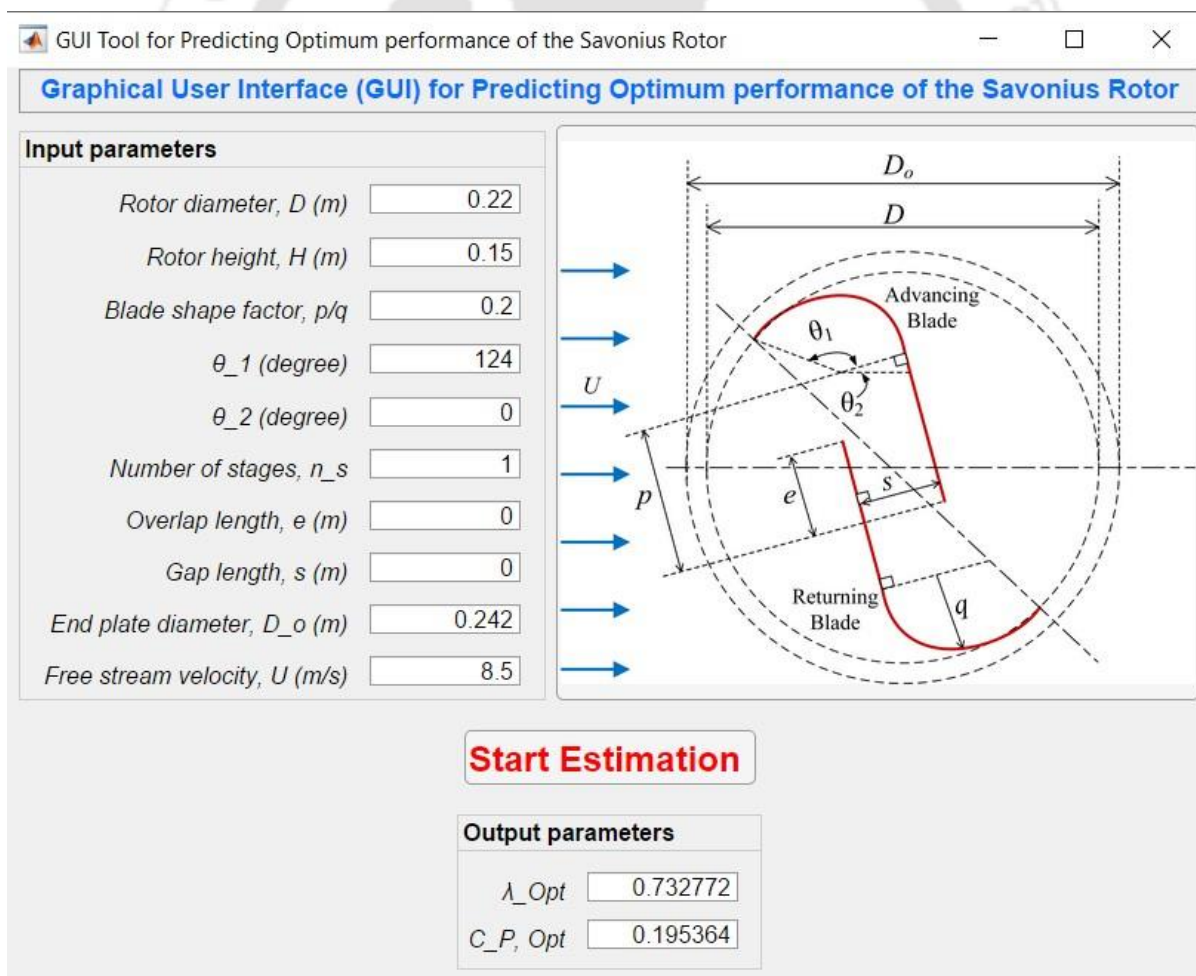 GUI Tool for Predicting Optimum performance of the Savonius Rotor
Graphical User Interface (GUI) for Predicting Optimum performance of the Savonius Rotor
Input parameters
Rotor diameter, D (m) 0.22
Rotor height, H (m) 0.15
Blade shape factor, p/q 0.2
θ_1 (degree) 124
θ_2 (degree) 0
Number of stages, n_s 1
Overlap length, e (m) 0
Gap length, s (m) 0
End plate diameter, D_o (m) 0.242
Free stream velocity, U (m/s) 8.5
Dₒ
D
Advancing
Blade
θ₁
U
θ₂
p
e
s
Returning
Blade
q
Start Estimation
Output parameters
λ_Opt 0.732772
C_P, Opt 0.195364